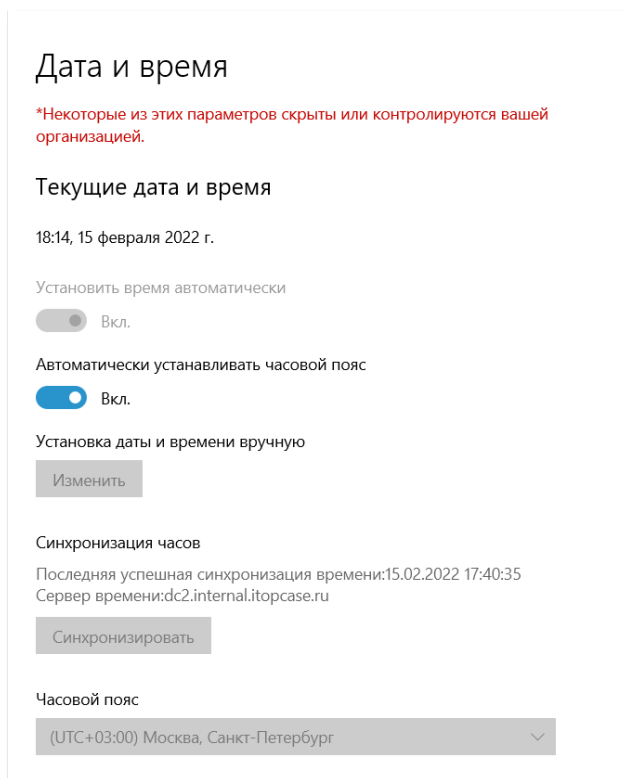 Дата и время
*Некоторые из этих параметров скрыты или контролируются вашей
организацией.
Текущие дата и время
18:14, 15 февраля 2022 г.
Установить время автоматически
Вкл.
Автоматически устанавливать часовой пояс
Вкл.
Установка даты и времени вручную
Изменить
Синхронизация часов
Последняя успешная синхронизация времени:15.02.2022 17:40:35
Сервер времени:dc2.internal.itopcase.ru
Синхронизировать
Часовой пояс
(UTC+03:00) Москва, Санкт-Петербург